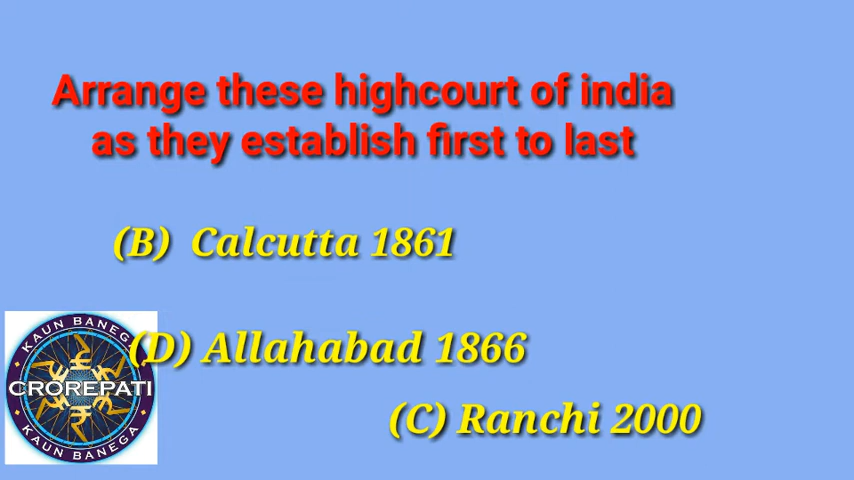 Arrange these highcourt of india
as they establish first to last
(B) Calcutta 1861
(D) Allahabad 1866
(C) Ranchi 2000
KAUN BANEGA
CROREPATI
KAUN BANEGA